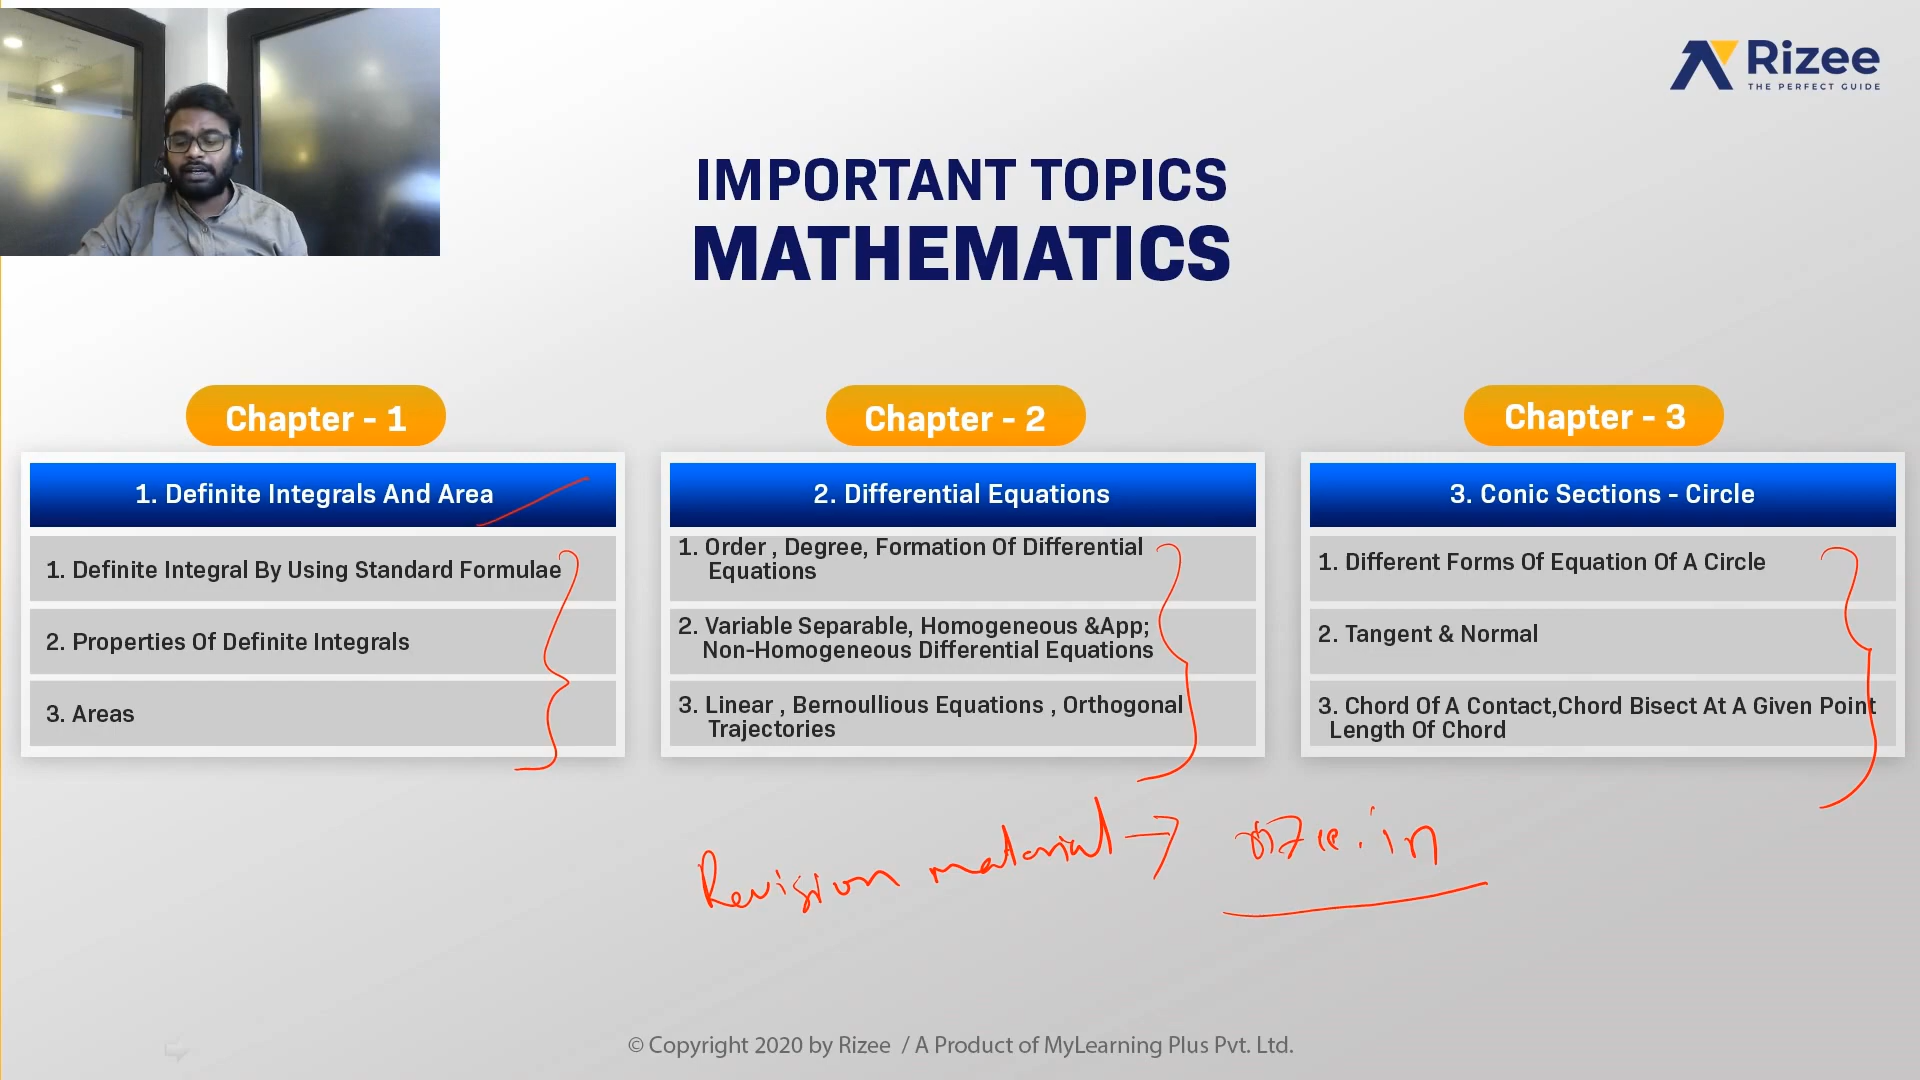 Rizee
THE PERFECT GUIDE
IMPORTANT TOPICS
MATHEMATICS
Chapter - 1
1. Definite Integrals And Area
1. Definite Integral By Using Standard Formulae
2. Properties Of Definite Integrals
3. Areas
Chapter - 2
2. Differential Equations
1. Order , Degree, Formation Of Differential
Equations
2. Variable Separable, Homogeneous &App;
Non-Homogeneous Differential Equations
3. Linear , Bernoullious Equations , Orthogonal
Trajectories
Chapter - 3
3. Conic Sections - Circle
1. Different Forms Of Equation Of A Circle
2. Tangent & Normal
3. Chord Of A Contact,Chord Bisect At A Given Point
Length Of Chord
Revision material →
© Copyright 2020 by Rizee / A Product of MyLearning Plus Pvt. Ltd.